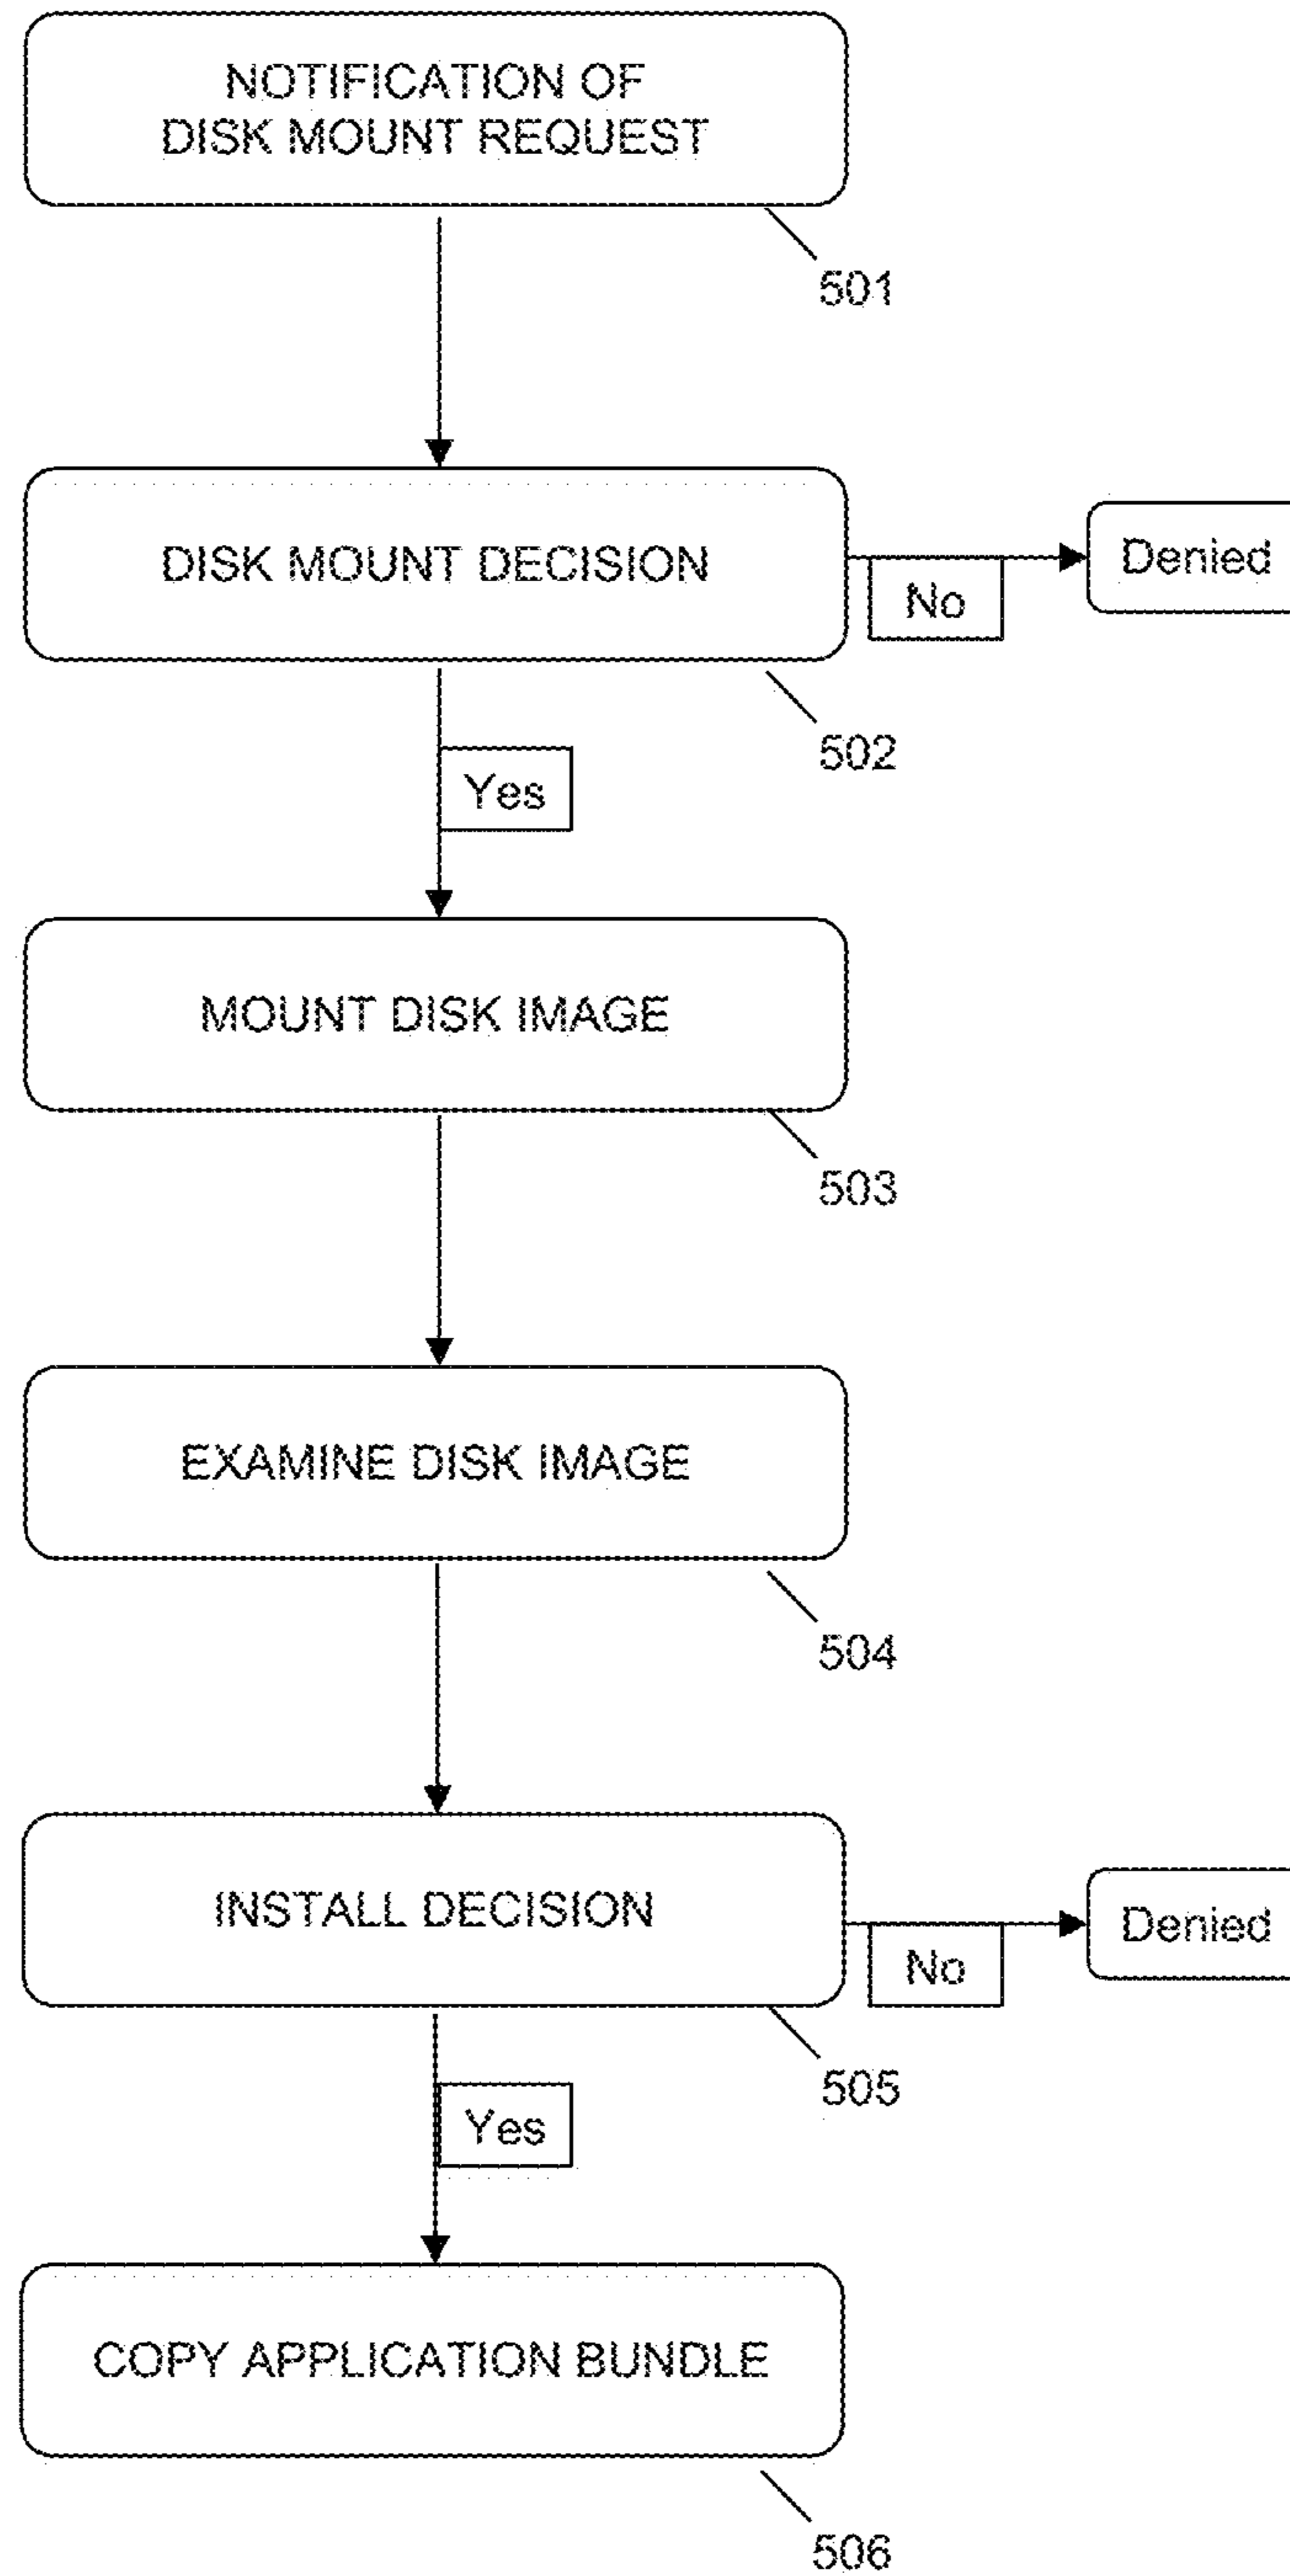 NOTIFICATION OF
DISK MOUNT REQUEST
501
DISK MOUNT DECISION
No
Denied
502
Yes
MOUNT DISK IMAGE
503
EXAMINE DISK IMAGE
504
INSTALL DECISION
No
Denied
505
Yes
COPY APPLICATION BUNDLE
506